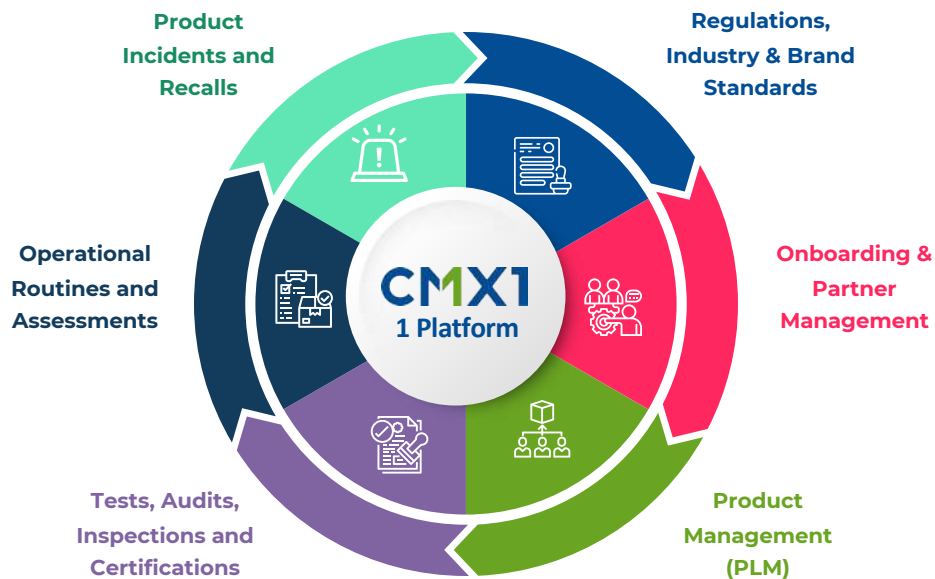 Product
Incidents and
Recalls
Regulations,
Industry & Brand
Standards
Operational
Routines and
Assessments
CMX1
1 Platform
Onboarding &
Partner
Management
Tests, Audits,
Inspections and
Certifications
Product
Management
(PLM)